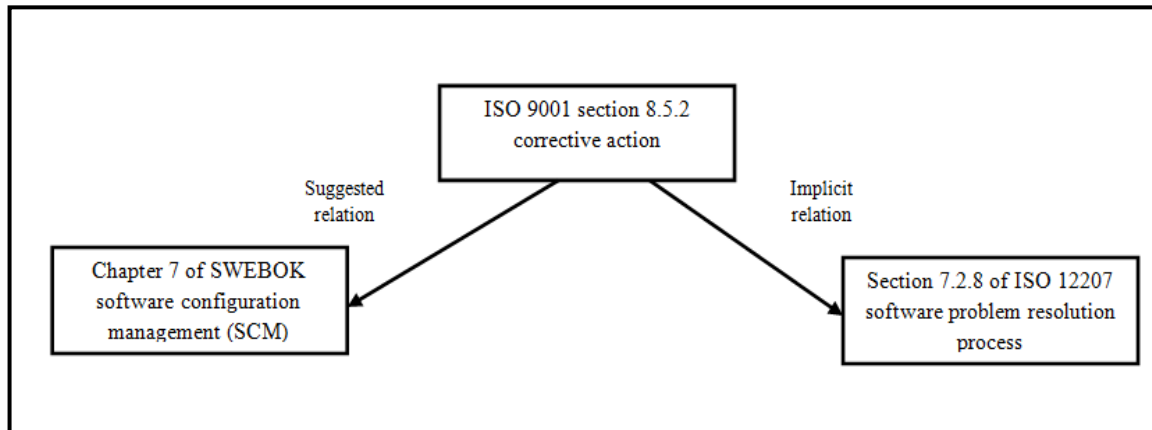 ISO 9001 section 8.5.2
corrective action
Suggested
relation
Implicit
relation
Chapter 7 of SWEBOK
software configuration
management (SCM)
Section 7.2.8 of ISO 12207
software problem resolution
process